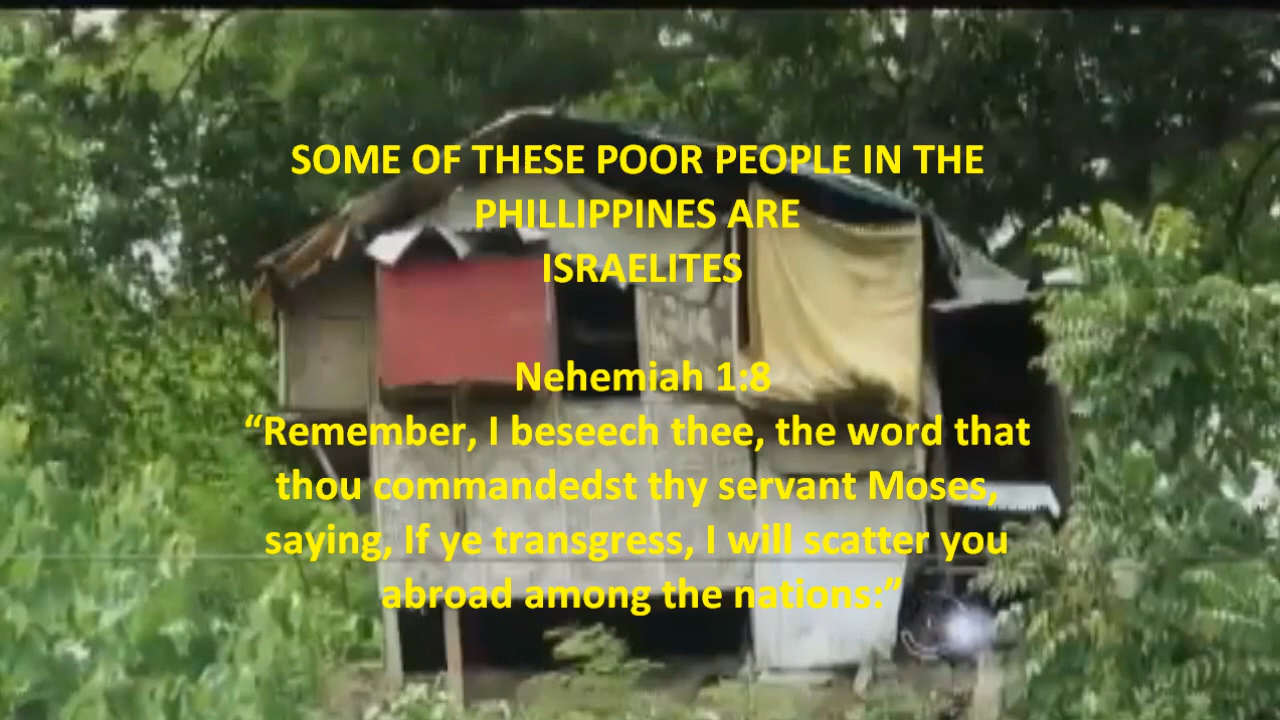 SOME OF THESE POOR PEOPLE IN THE
PHILLIPPINES ARE
ISRAELITES
Nehemiah 1:8
“Remember, I beseech thee, the word that
thou commandedst thy servant Moses,
saying, If ye transgress, I will scatter you
abroad among the nations:”